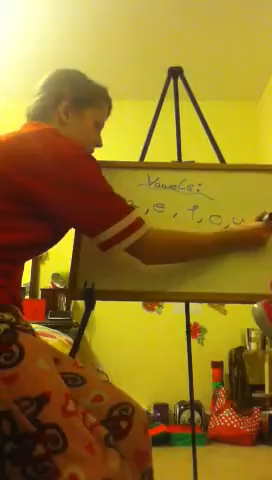 Vowels:
a, e, i, o, u